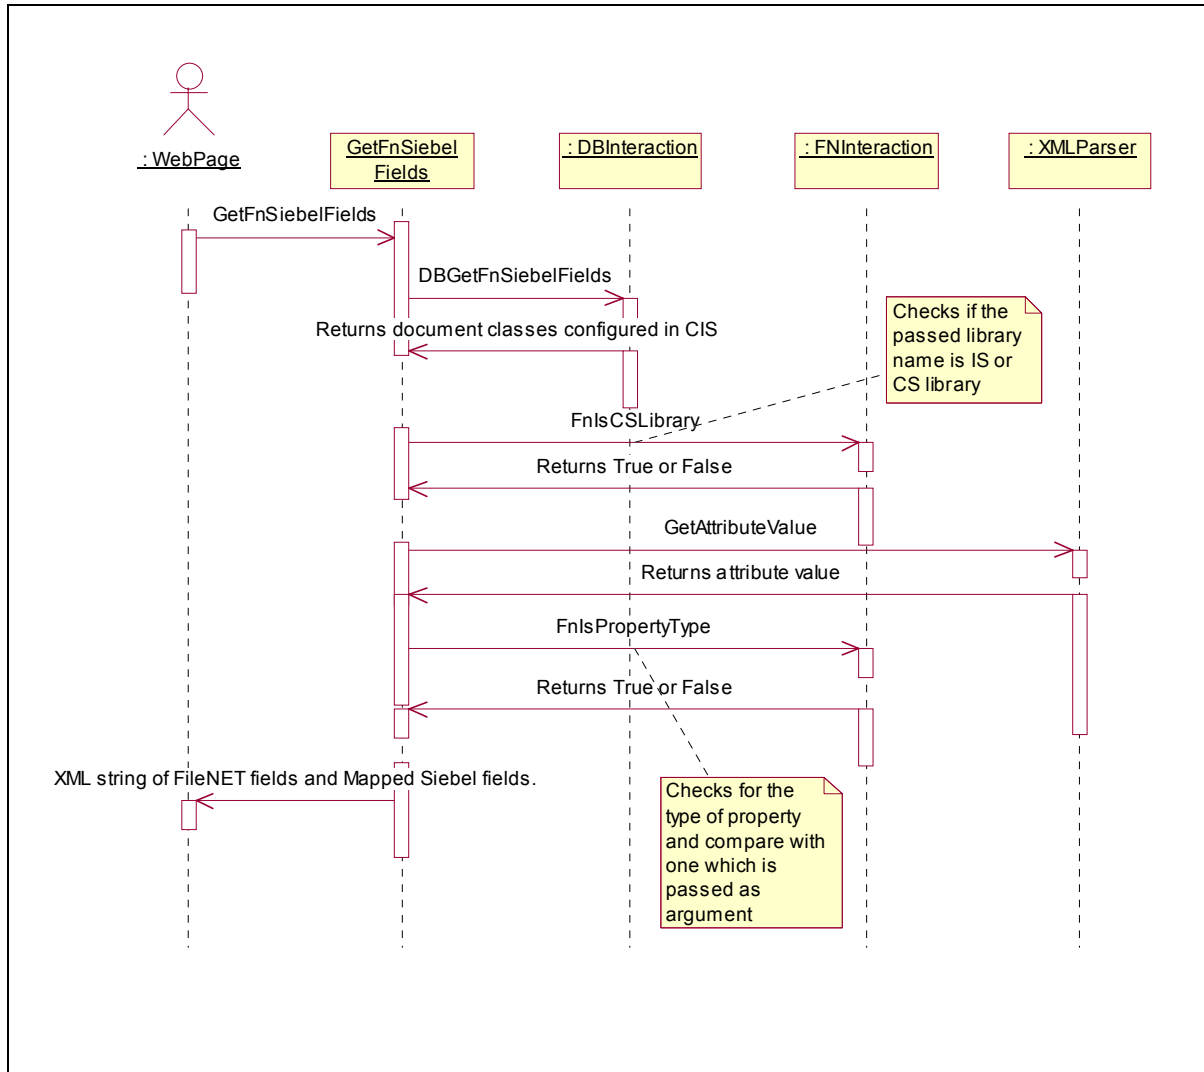 : WebPage
GetFnSiebel
Fields
: DBInteraction
: FNInteraction
: XMLParser
GetFnSiebelFields
DBGetFnSiebelFields
Returns document classes configured in CIS
Checks if the
passed library
name is IS or
CS library
FnIsCSLibrary
Returns True or False
GetAttributeValue
Returns attribute value
FnIsPropertyType
Returns True or False
XML string of FileNET fields and Mapped Siebel fields.
Checks for the
type of property
and compare with
one which is
passed as
argument